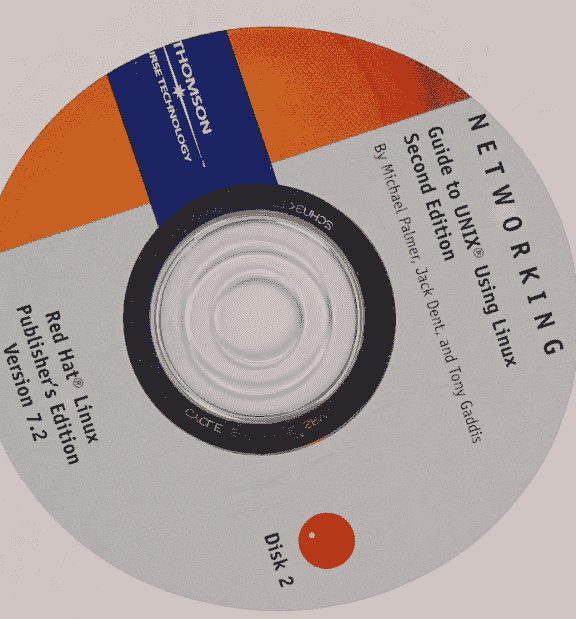 THOMSON
COURSE TECHNOLOGY
NETWORKING
Guide to UNIX® Using Linux
Second Edition
By Michael Palmer, Jack Dent, and Tony Gaddis
Red Hat® Linux
Publisher's Edition
Version 7.2
Disk 2